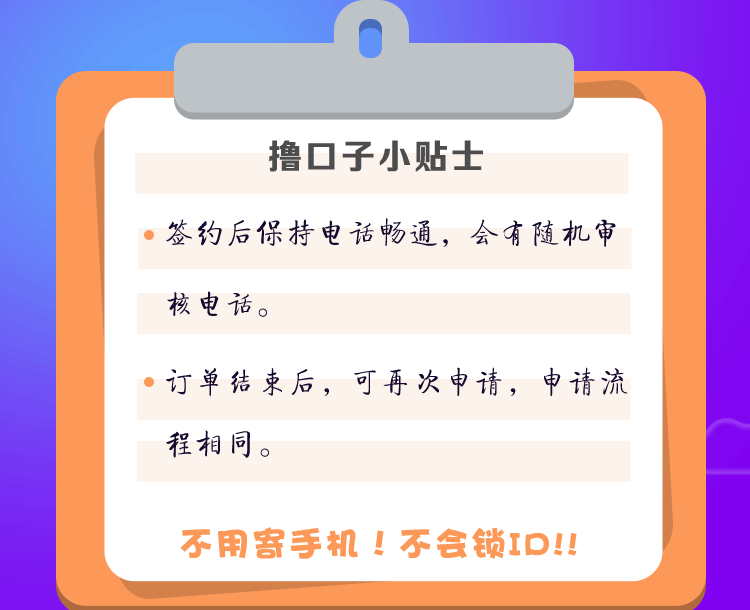 撸口子小贴士
签约后保持电话畅通，会有随机审
核电话。
订单结束后，可再次申请，申请流
程相同。
不用寄手机！不会锁ID!!